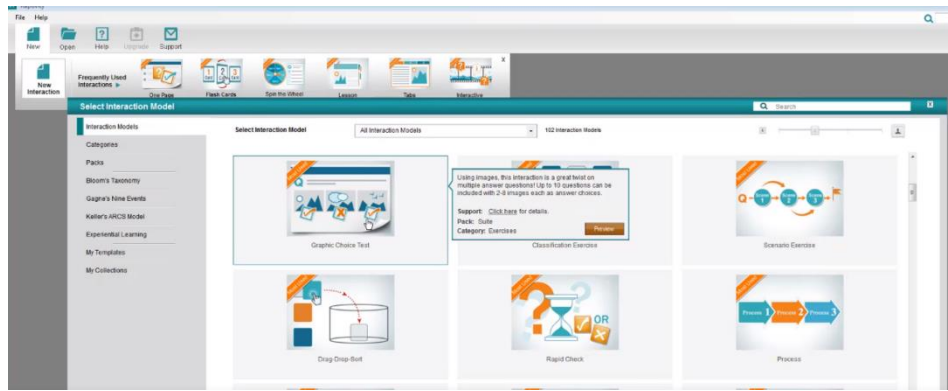 File Help
New Open Help Upgrade Support
New Interaction
Frequently Used Interactions
One Page
Flash Cards
Spin the Wheel
Lesson
Tabs
Interactive
Select Interaction Model
Search
Interaction Models
Categories
Packs
Bloom's Taxonomy
Gagne's Nine Events
Keller's ARCS Model
Experiential Learning
My Templates
My Collections
Select Interaction Model
All Interaction Models
102 Interaction Models
Graphic Choice Test
Using images, this interaction is a great twist on
multiple answer questions! Up to 10 questions can be
included with 2-8 images each as answer choices.
Support: Click here for details.
Pack: Suite
Category: Exercises
Preview
Classification Exercise
Scenario Exercise
Drag-Drop-Sort
OR
Rapid Check
Process 1 Process 2 Process 3
Process